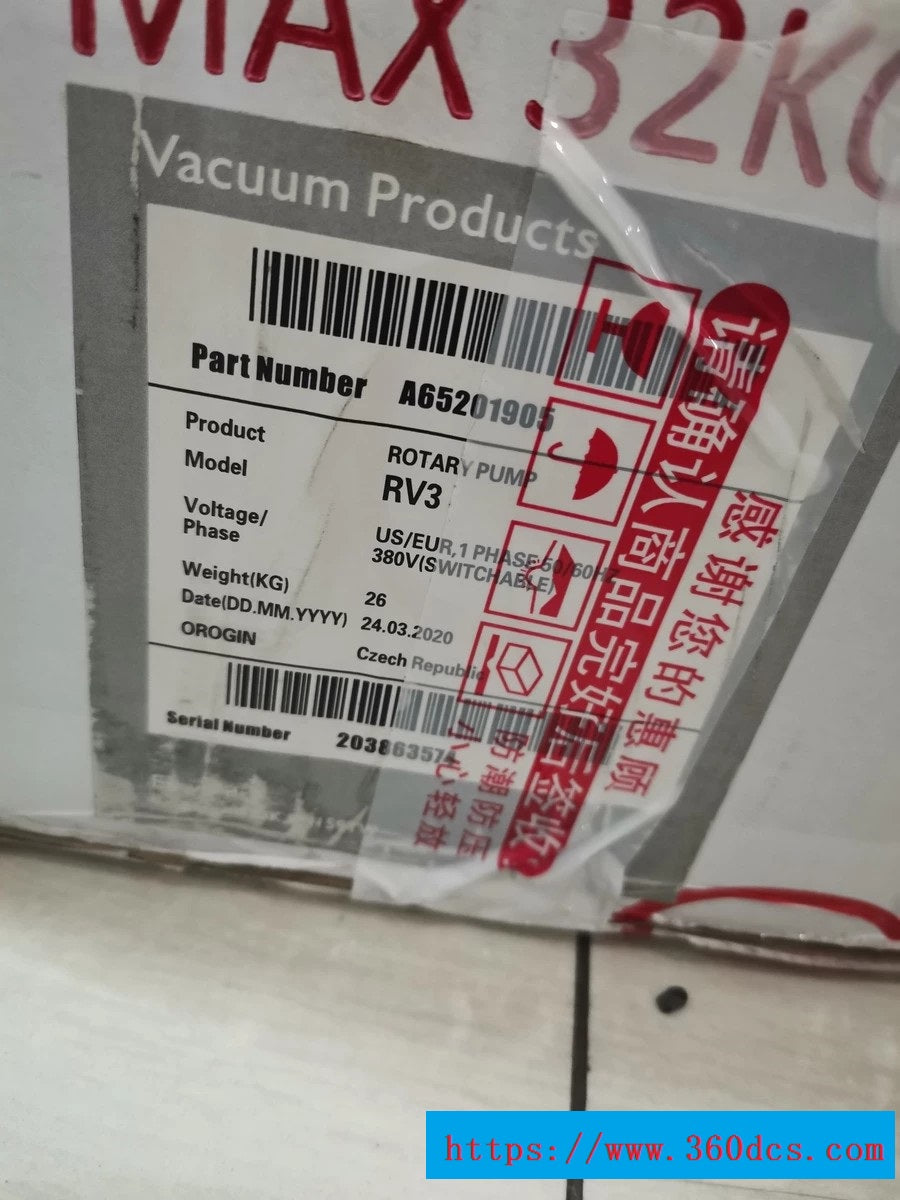 MAX 32KG
Vacuum Products
Part Number A65201905
Product ROTARY PUMP
Model RV3
Voltage/
Phase
US/EUR,1 PHASE 50/60HZ
380V(SWITCHABLE)
Weight(KG) 26
Date(DD.MM.YYYY) 24.03.2020
OROGIN Czech Republic
Serial Number 203863574
请确认商品完好后签收
感谢您的惠顾
防潮防压
小心轻放
https://www.360dcs.com